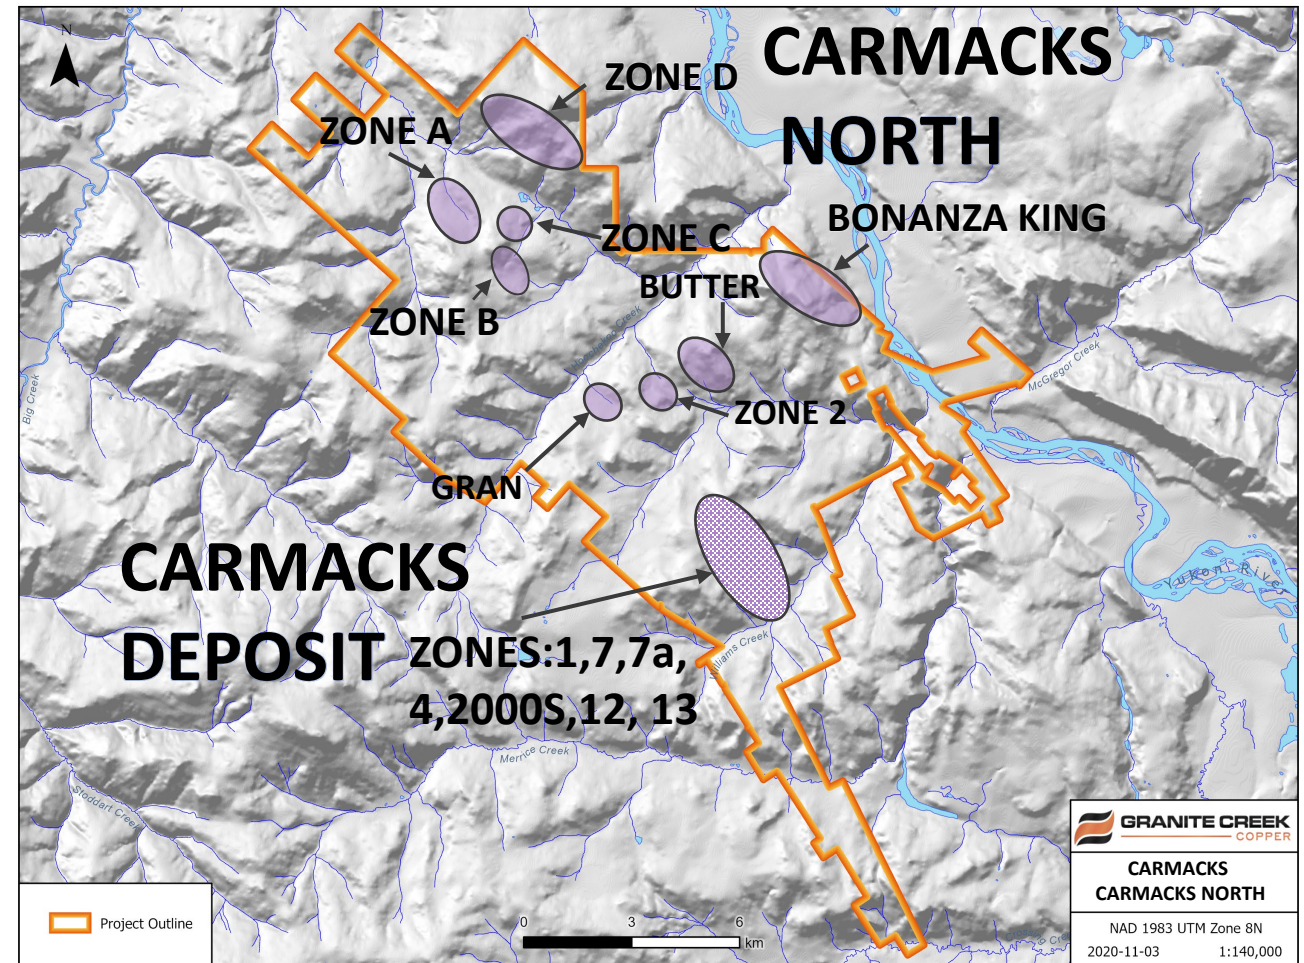 N
CARMACKS
NORTH
ZONE D
ZONE A
BONANZA KING
ZONE C
BUTTER
ZONE B
Creek
McGregor Creek
Big Creek
ZONE 2
GRAN
CARMACKS
DEPOSIT
Yukon River
ZONES:1,7,7a,
4,2000S,12, 13
Williams Creek
Merrice Creek
Stoddart Creek
GRANITE CREEK
COPPER
CARMACKS
CARMACKS NORTH
NAD 1983 UTM Zone 8N
2020-11-03 1:140,000
Project Outline
0 3 6
km